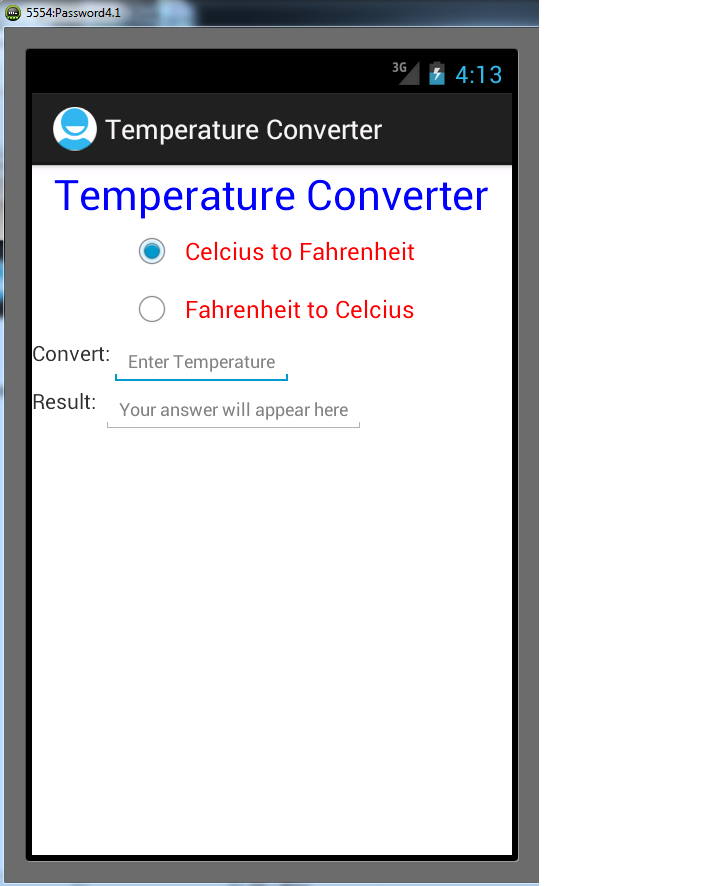 5554:Password4.1
3G 4:13
Temperature Converter
Temperature Converter
Celcius to Fahrenheit
Fahrenheit to Celcius
Convert: Enter Temperature
Result: Your answer will appear here